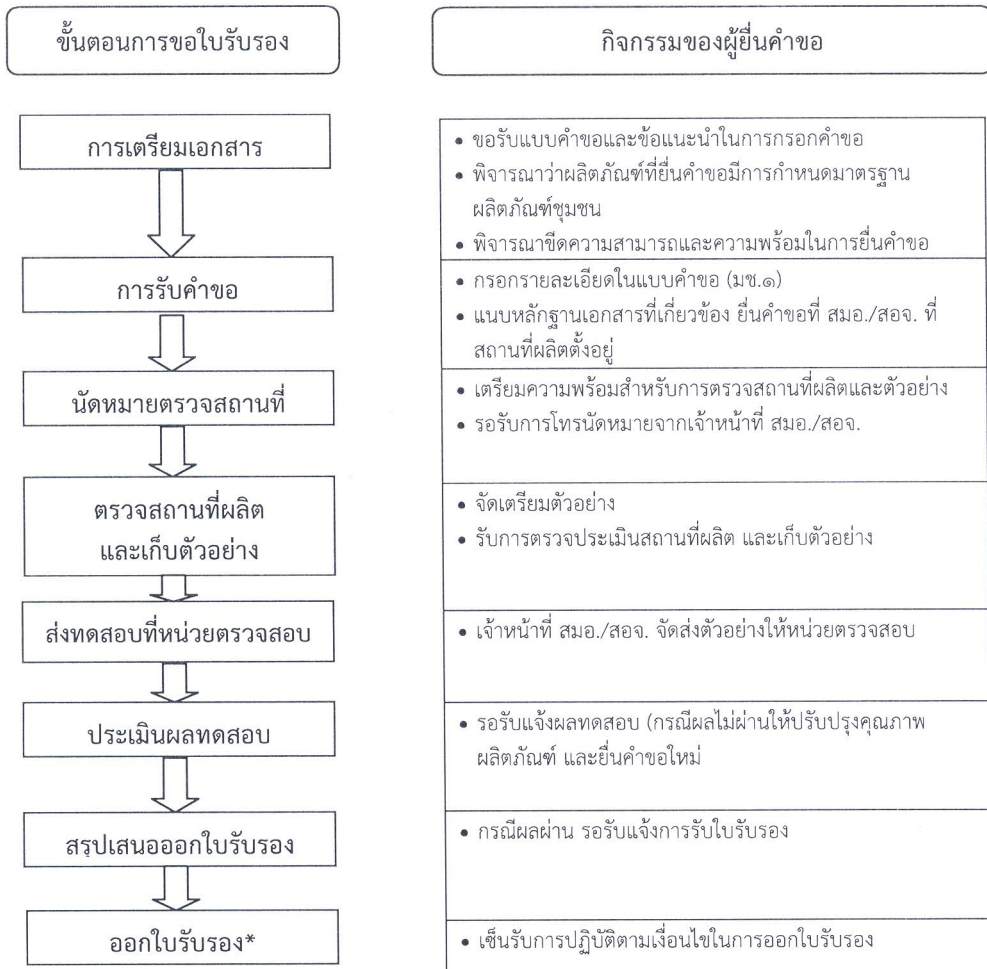 ขั้นตอนการขอใบรับรอง
กิจกรรมของผู้ยื่นคำขอ
การเตรียมเอกสาร
• ขอรับแบบคำขอและข้อแนะนำในการกรอกคำขอ
• พิจารณาว่าผลิตภัณฑ์ที่ยื่นคำขอมีการกำหนดมาตรฐาน
ผลิตภัณฑ์ชุมชน
• พิจารณาขีดความสามารถและความพร้อมในการยื่นคำขอ
การรับคำขอ
• กรอกรายละเอียดในแบบคำขอ (มช.๑)
• แนบหลักฐานเอกสารที่เกี่ยวข้อง ยื่นคำขอที่ สมอ./สอจ. ที่
สถานที่ผลิตตั้งอยู่
นัดหมายตรวจสถานที่
• เตรียมความพร้อมสำหรับการตรวจสถานที่ผลิตและตัวอย่าง
• รอรับการโทรนัดหมายจากเจ้าหน้าที่ สมอ./สอจ.
ตรวจสถานที่ผลิต
และเก็บตัวอย่าง
• จัดเตรียมตัวอย่าง
• รับการตรวจประเมินสถานที่ผลิต และเก็บตัวอย่าง
ส่งทดสอบที่หน่วยตรวจสอบ
• เจ้าหน้าที่ สมอ./สอจ. จัดส่งตัวอย่างให้หน่วยตรวจสอบ
ประเมินผลทดสอบ
• รอรับแจ้งผลทดสอบ (กรณีผลไม่ผ่านให้ปรับปรุงคุณภาพ
ผลิตภัณฑ์ และยื่นคำขอใหม่
สรุปเสนอออกใบรับรอง
• กรณีผลผ่าน รอรับแจ้งการรับใบรับรอง
ออกใบรับรอง*
• เซ็นรับการปฏิบัติตามเงื่อนไขในการออกใบรับรอง